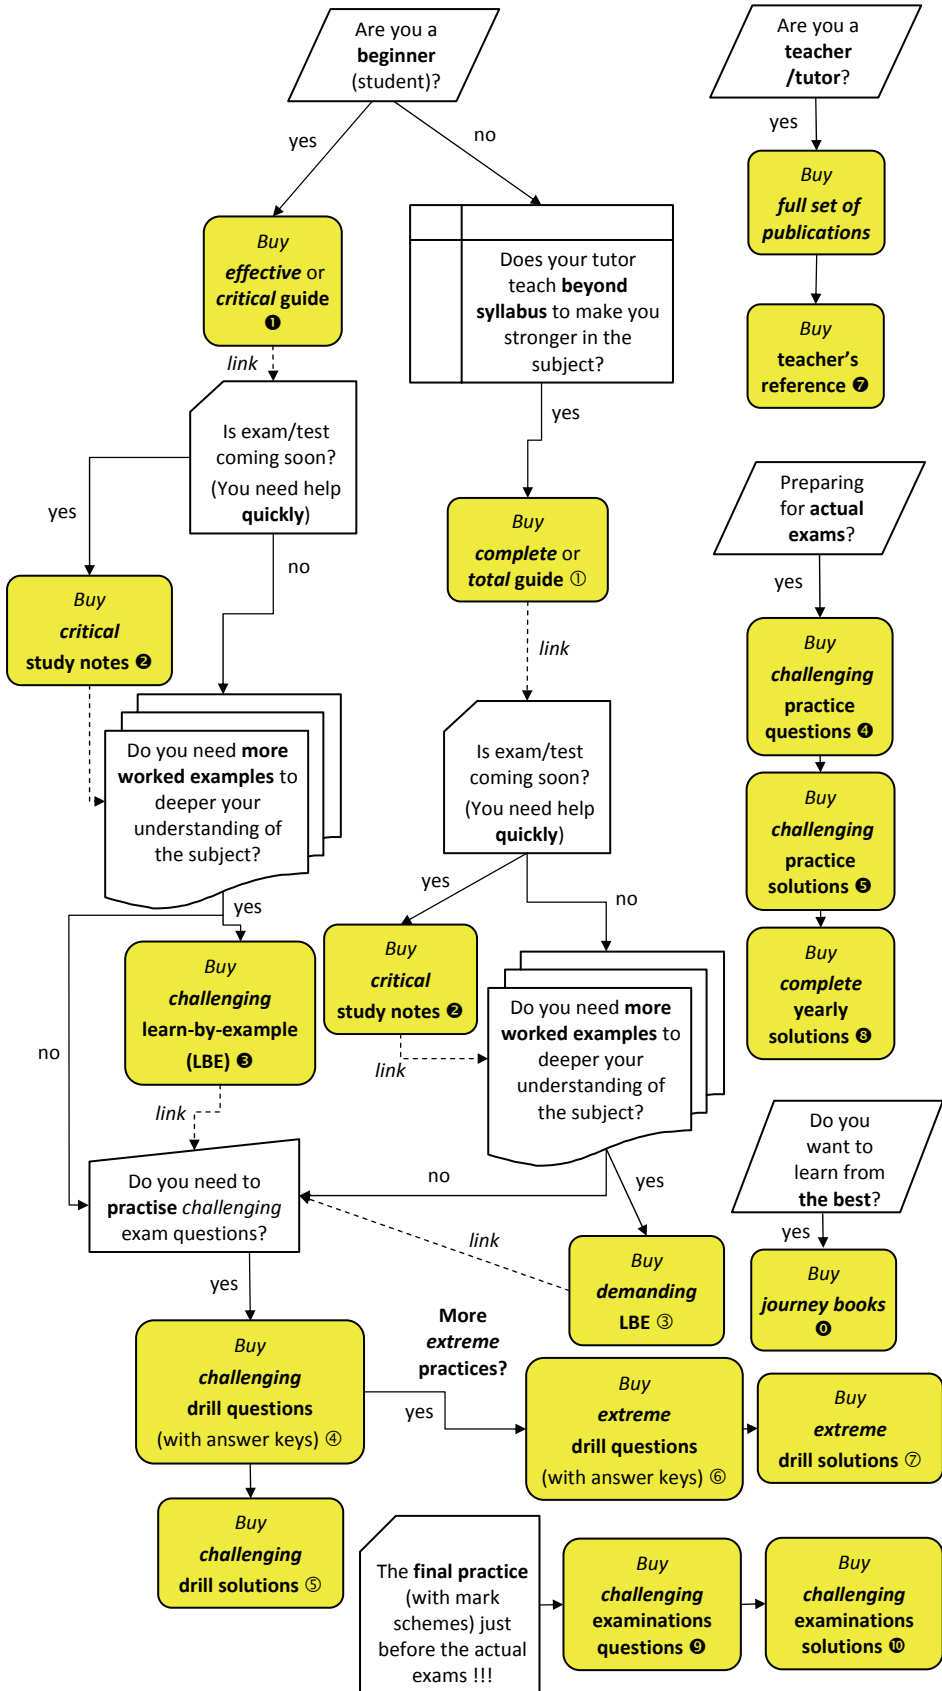 Are you a
beginner
(student)?
yes
no
Buy
effective or
critical guide
❶
link
Is exam/test
coming soon?
(You need help
quickly)
yes
no
Buy
critical
study notes ❷
Do you need more
worked examples to
deeper your
understanding of
the subject?
yes
no
Buy
challenging
learn-by-example
(LBE) ❸
link
Do you need to
practise challenging
exam questions?
yes
Buy
challenging
drill questions
(with answer keys) ④
Buy
challenging
drill solutions ⑤
Does your tutor
teach beyond
syllabus to make you
stronger in the
subject?
yes
Buy
complete or
total guide ①
link
Is exam/test
coming soon?
(You need help
quickly)
yes
no
Buy
critical
study notes ❷
link
Do you need more
worked examples to
deeper your
understanding of
the subject?
no
yes
link
Buy
demanding
LBE ③
More
extreme
practices?
yes
Buy
extreme
drill questions
(with answer keys) ⑥
Buy
extreme
drill solutions ⑦
The final practice
(with mark
schemes) just
before the actual
exams !!!
Buy
challenging
examinations
questions ❾
Buy
challenging
examinations
solutions ❿
Are you a
teacher
/tutor?
yes
Buy
full set of
publications
Buy
teacher's
reference ❼
Preparing
for actual
exams?
yes
Buy
challenging
practice
questions ❹
Buy
challenging
practice
solutions ❺
Buy
complete
yearly
solutions ❽
Do you
want to
learn from
the best?
yes
Buy
journey books
⓿